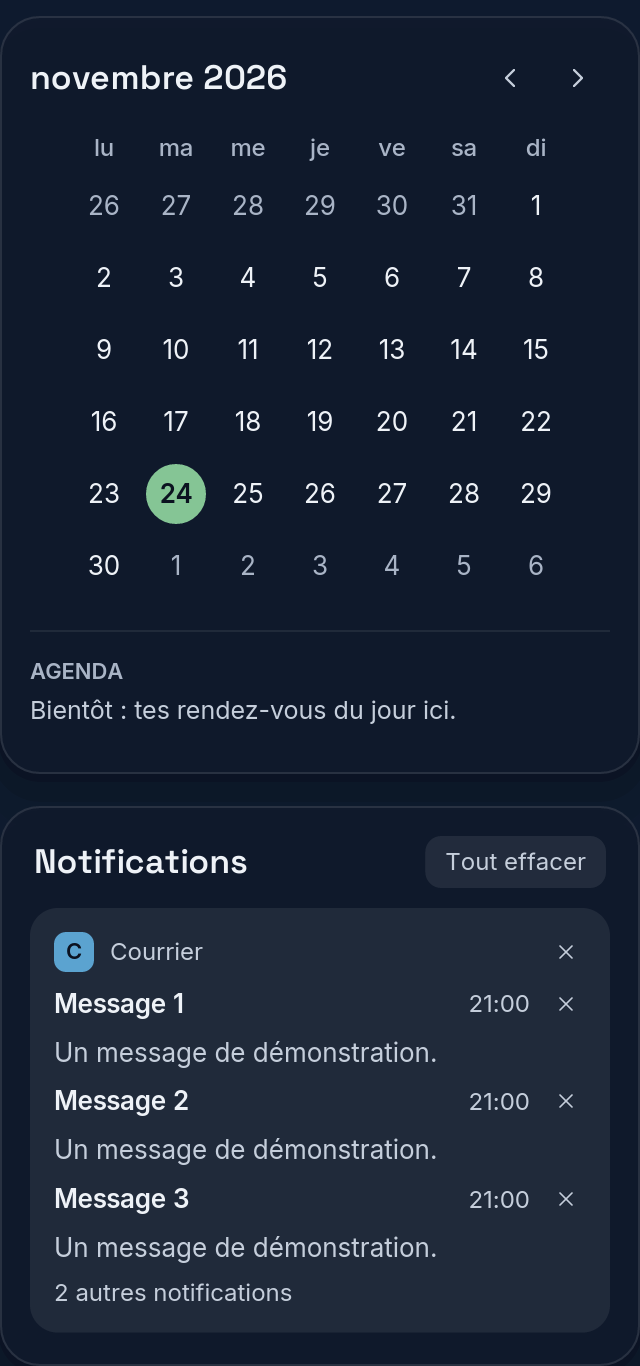 novembre 2026
lu ma me je ve sa di
26 27 28 29 30 31 1
2 3 4 5 6 7 8
9 10 11 12 13 14 15
16 17 18 19 20 21 22
23 24 25 26 27 28 29
30 1 2 3 4 5 6
AGENDA
Bientôt : tes rendez-vous du jour ici.
Notifications Tout effacer
C Courrier
Message 1 21:00
Un message de démonstration.
Message 2 21:00
Un message de démonstration.
Message 3 21:00
Un message de démonstration.
2 autres notifications